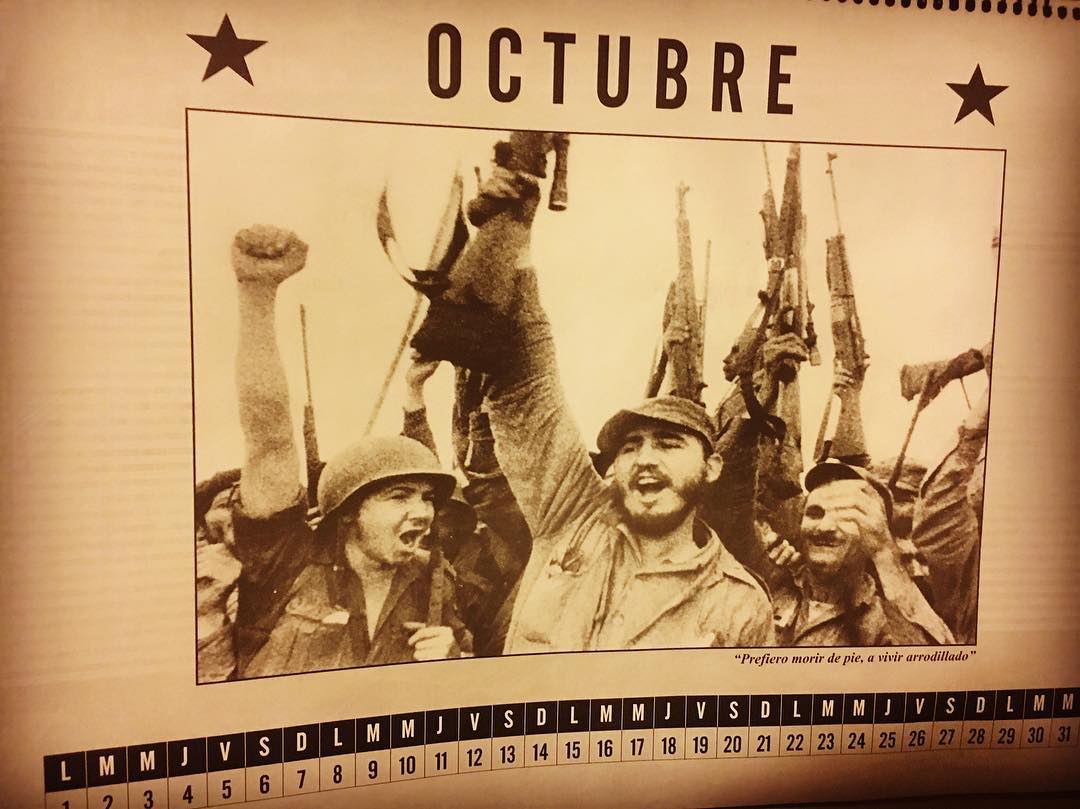 OCTUBRE
“Prefiero morir de pie, a vivir arrodillado”
L M M J V S D L M M J V S D L M M J V S D L M M J V S D L M M
1 2 3 4 5 6 7 8 9 10 11 12 13 14 15 16 17 18 19 20 21 22 23 24 25 26 27 28 29 30 31